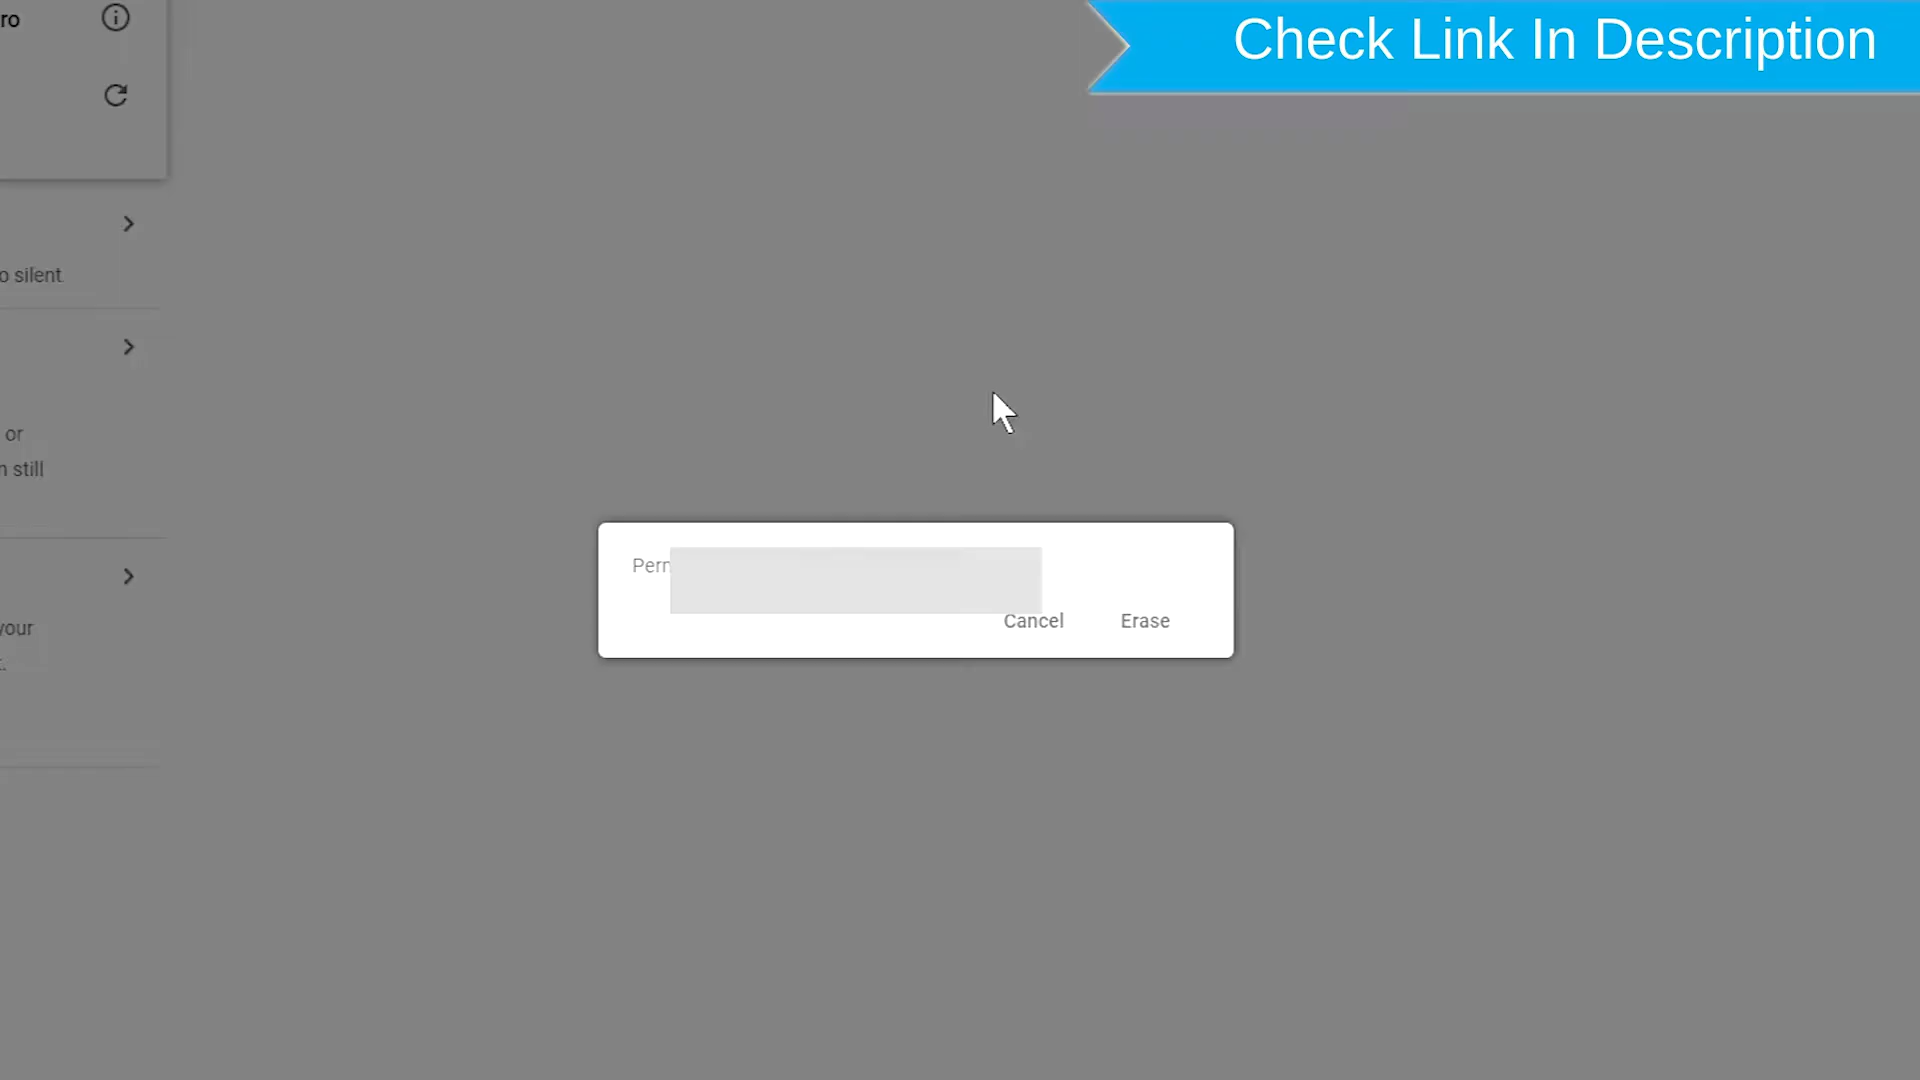 Check Link In Description
ro
o silent
or
n still
your
t.
Pern
Cancel Erase